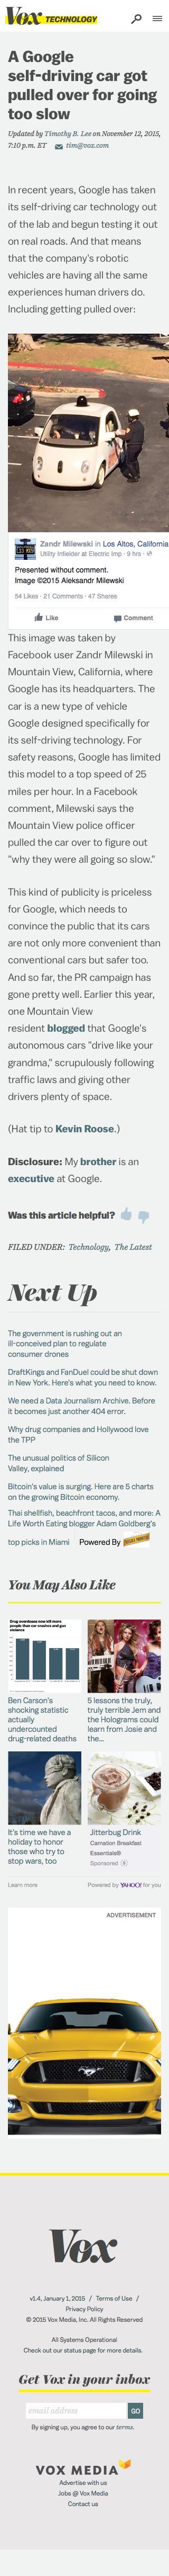 Vox TECHNOLOGY
A Google
self-driving car got
pulled over for going
too slow
Updated by Timothy B. Lee on November 12, 2015,
7:10 p.m. ET tim@vox.com
In recent years, Google has taken
its self-driving car technology out
of the lab and begun testing it out
on real roads. And that means
that the company's robotic
vehicles are having all the same
experiences human drivers do.
Including getting pulled over:
Zandr Milewski in Los Altos, California
Utility Infielder at Electric Imp · 9 hrs ·
Presented without comment.
Image ©2015 Aleksandr Milewski
54 Likes · 21 Comments · 47 Shares
Like Comment
This image was taken by
Facebook user Zandr Milewski in
Mountain View, California, where
Google has its headquarters. The
car is a new type of vehicle
Google designed specifically for
its self-driving technology. For
safety reasons, Google has limited
this model to a top speed of 25
miles per hour. In a Facebook
comment, Milewski says the
Mountain View police officer
pulled the car over to figure out
"why they were all going so slow."
This kind of publicity is priceless
for Google, which needs to
convince the public that its cars
are not only more convenient than
conventional cars but safer too.
And so far, the PR campaign has
gone pretty well. Earlier this year,
one Mountain View
resident blogged that Google's
autonomous cars "drive like your
grandma," scrupulously following
traffic laws and giving other
drivers plenty of space.
(Hat tip to Kevin Roose.)
Disclosure: My brother is an
executive at Google.
Was this article helpful?
FILED UNDER: Technology, The Latest
Next Up
The government is rushing out an
ill-conceived plan to regulate
consumer drones
DraftKings and FanDuel could be shut down
in New York. Here's what you need to know.
We need a Data Journalism Archive. Before
it becomes just another 404 error.
Why drug companies and Hollywood love
the TPP
The unusual politics of Silicon
Valley, explained
Bitcoin's value is surging. Here are 5 charts
on the growing Bitcoin economy.
Thai shellfish, beachfront tacos, and more: A
Life Worth Eating blogger Adam Goldberg's
top picks in Miami Powered By
You May Also Like
Drug overdoses now kill more
people than car crashes and gun
violence
Ben Carson's
shocking statistic
actually
undercounted
drug-related deaths
5 lessons the truly,
truly terrible Jem and
the Holograms could
learn from Josie and
the...
It's time we have a
holiday to honor
those who try to
stop wars, too
Jitterbug Drink
Carnation Breakfast
Essentials®
Sponsored
Learn more Powered by YAHOO! for you
ADVERTISEMENT
Vox
v1.4, January 1, 2015 / Terms of Use /
Privacy Policy
© 2015 Vox Media, Inc. All Rights Reserved
All Systems Operational
Check out our status page for more details.
Get Vox in your inbox
email address GO
By signing up, you agree to our terms.
VOX MEDIA
Advertise with us
Jobs @ Vox Media
Contact us